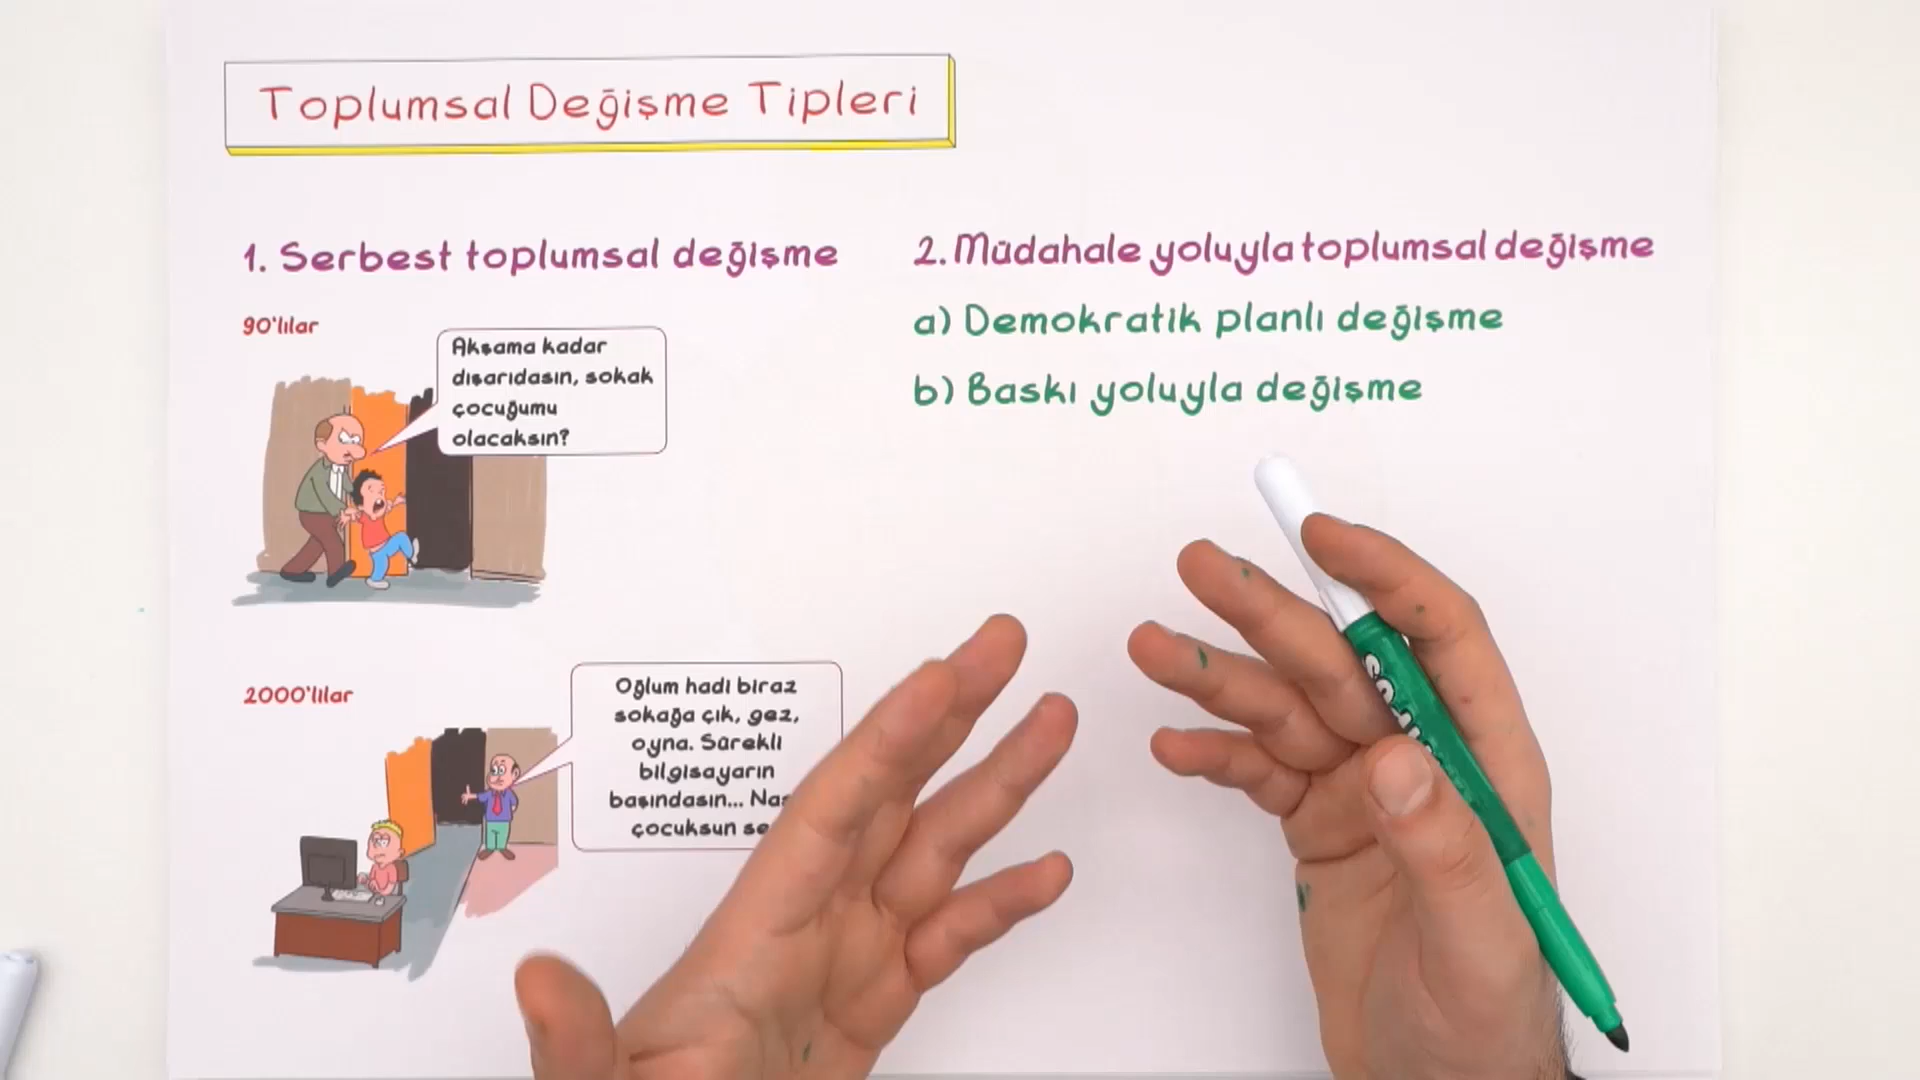 Toplumsal Değişme Tipleri
1. Serbest toplumsal değişme
90'lılar
Akşama kadar
dışarıdasın, sokak
çocuğumu
olacaksın?
2000'lılar
Oğlum hadi biraz
sokağa çık, gez,
oyna. Sürekli
bilgisayarın
başındasın...
çocuksun
2. Müdahale yoluyla toplumsal değişme
a) Demokratik planlı değişme
b) Baskı yoluyla değişme